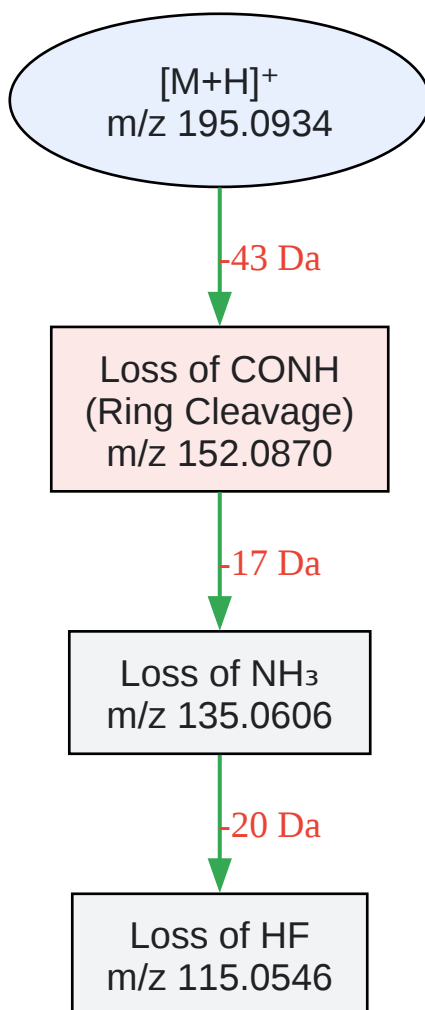 [M+H]⁺
m/z 195.0934
-43 Da
Loss of CONH
(Ring Cleavage)
m/z 152.0870
-17 Da
Loss of NH₃
m/z 135.0606
-20 Da
Loss of HF
m/z 115.0546